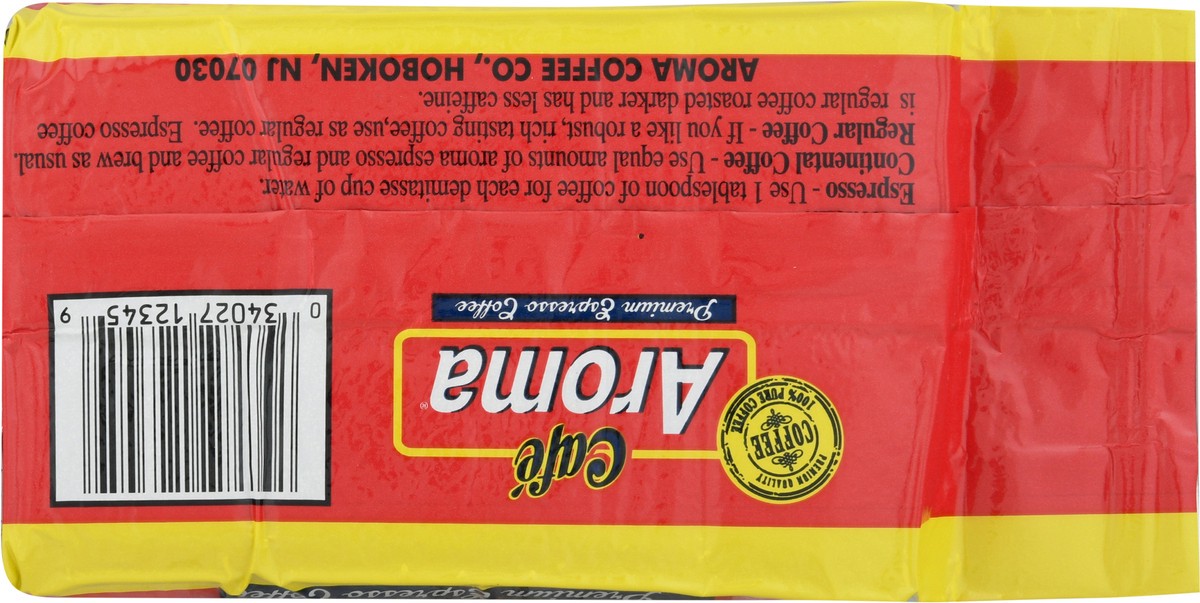 Premium Espresso Coffee
PREMIUM QUALITY
COFFEE
100% PURE COFFEE
Café
Aroma®
Premium Espresso Coffee
0 34027 12345 9
Espresso - Use 1 tablespoon of coffee for each demitasse cup of water.
Continental Coffee - Use equal amounts of aroma espresso and regular coffee and brew as usual.
Regular Coffee - If you like a robust, rich tasting coffee,use as regular coffee. Espresso coffee
is regular coffee roasted darker and has less caffeine.
AROMA COFFEE CO., HOBOKEN, NJ 07030